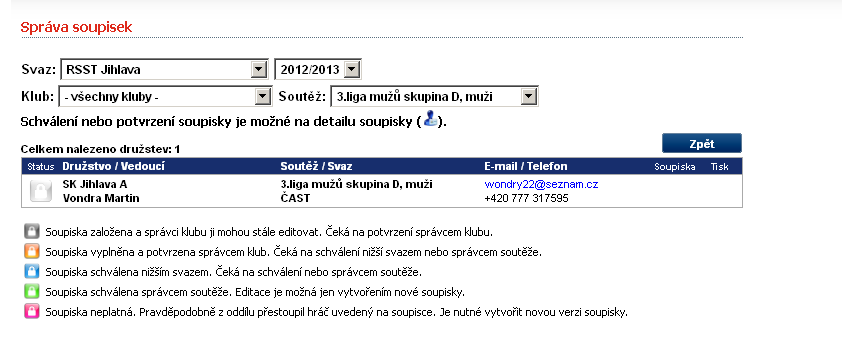 Správa soupisek
Svaz: RSST Jihlava 2012/2013
Klub: - všechny kluby - Soutěž: 3.liga mužů skupina D, muži
Schválení nebo potvrzení soupisky je možné na detailu soupisky ( ).
Zpět
Celkem nalezeno družstev: 1
Status Družstvo / Vedoucí Soutěž / Svaz E-mail / Telefon Soupiska Tisk
SK Jihlava A 3.liga mužů skupina D, muži wondry22@seznam.cz
Vondra Martin ČAST +420 777 317595
Soupiska založena a správci klubu ji mohou stále editovat. Čeká na potvrzení správcem klubu.
Soupiska vyplněna a potvrzena správcem klub. Čeká na schválení nižší svazem nebo správcem soutěže.
Soupiska schválena nižším svazem. Čeká na schválení nebo správcem soutěže.
Soupiska schválena správcem soutěže. Editace je možná jen vytvořením nové soupisky.
Soupiska neplatná. Pravděpodobně z oddílu přestoupil hráč uvedený na soupisce. Je nutné vytvořit novou verzi soupisky.